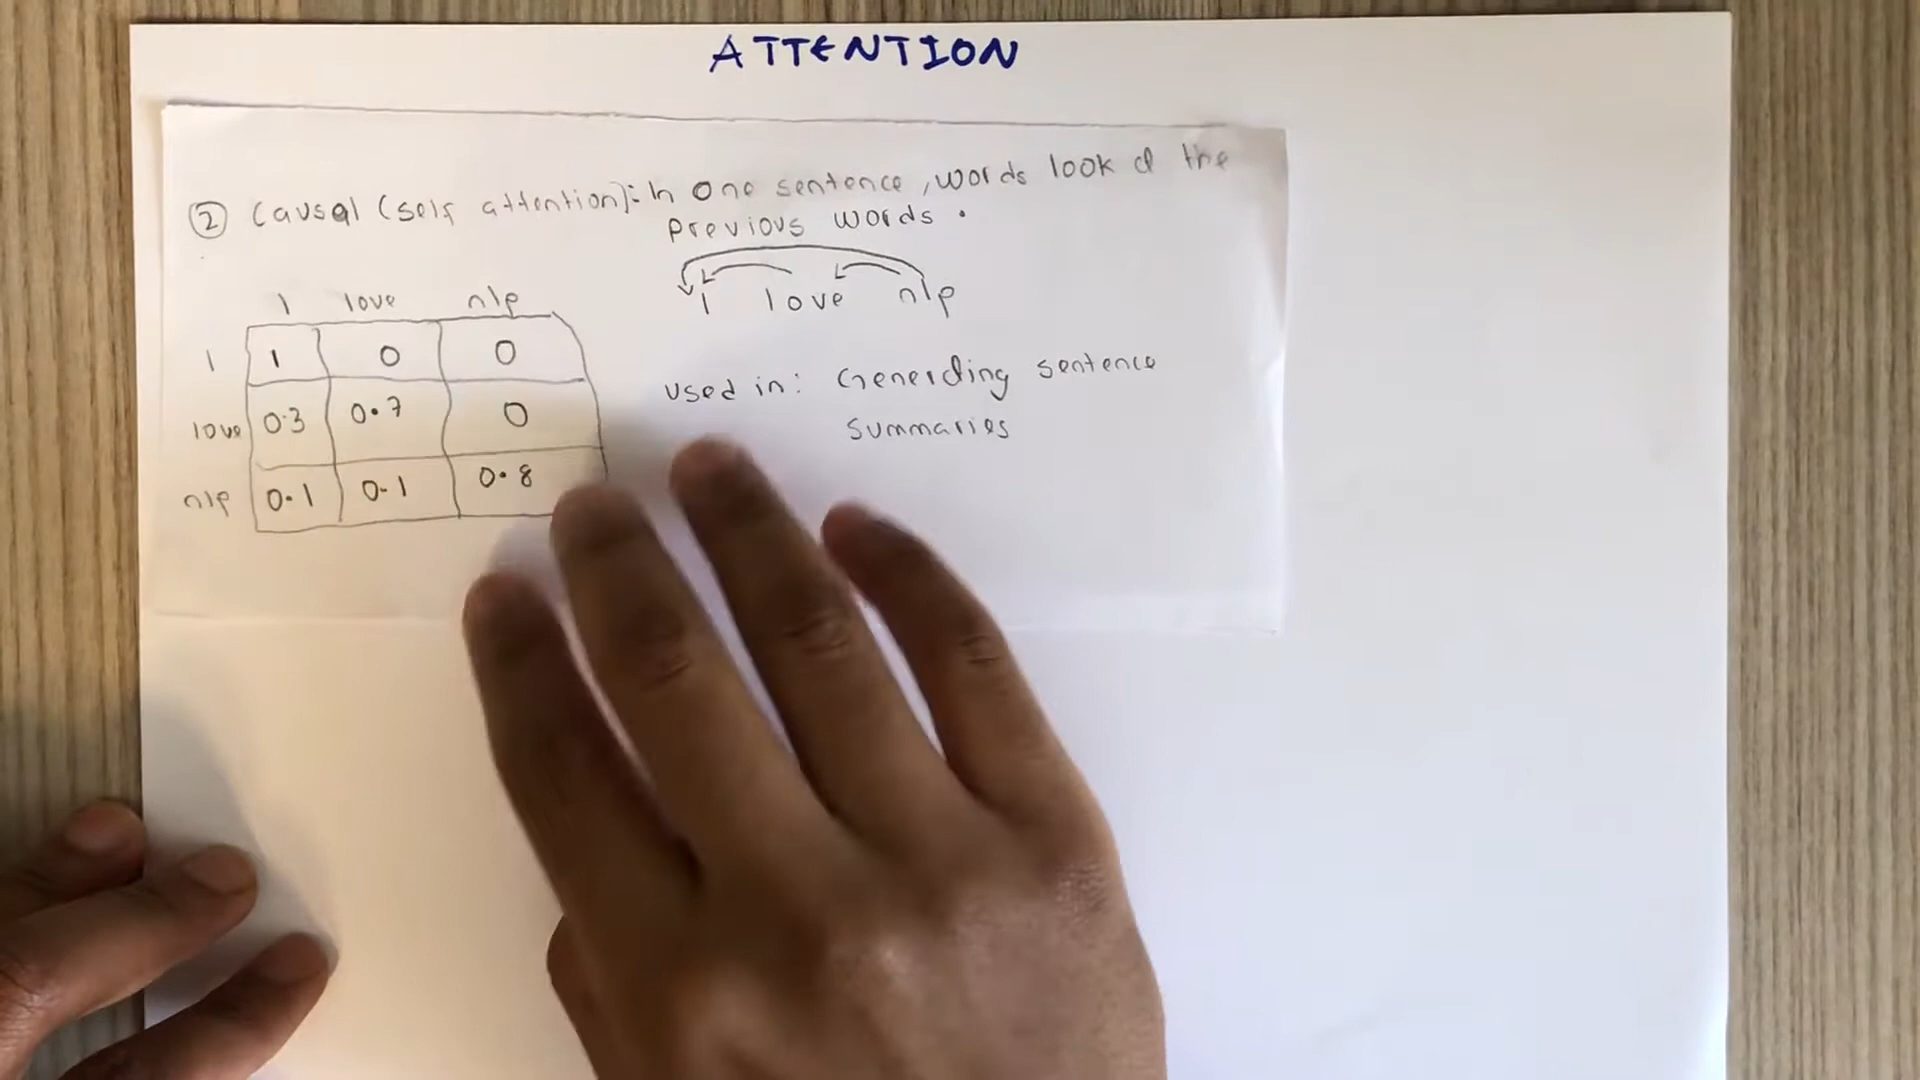 ATTENTION
② Causal (self attention): In one sentence, words look at the
previous words.
I love nlp
I love nlp
I 1 0 0
love 0.3 0.7 0
nlp 0.1 0.1 0.8
used in: Generating sentence
summaries